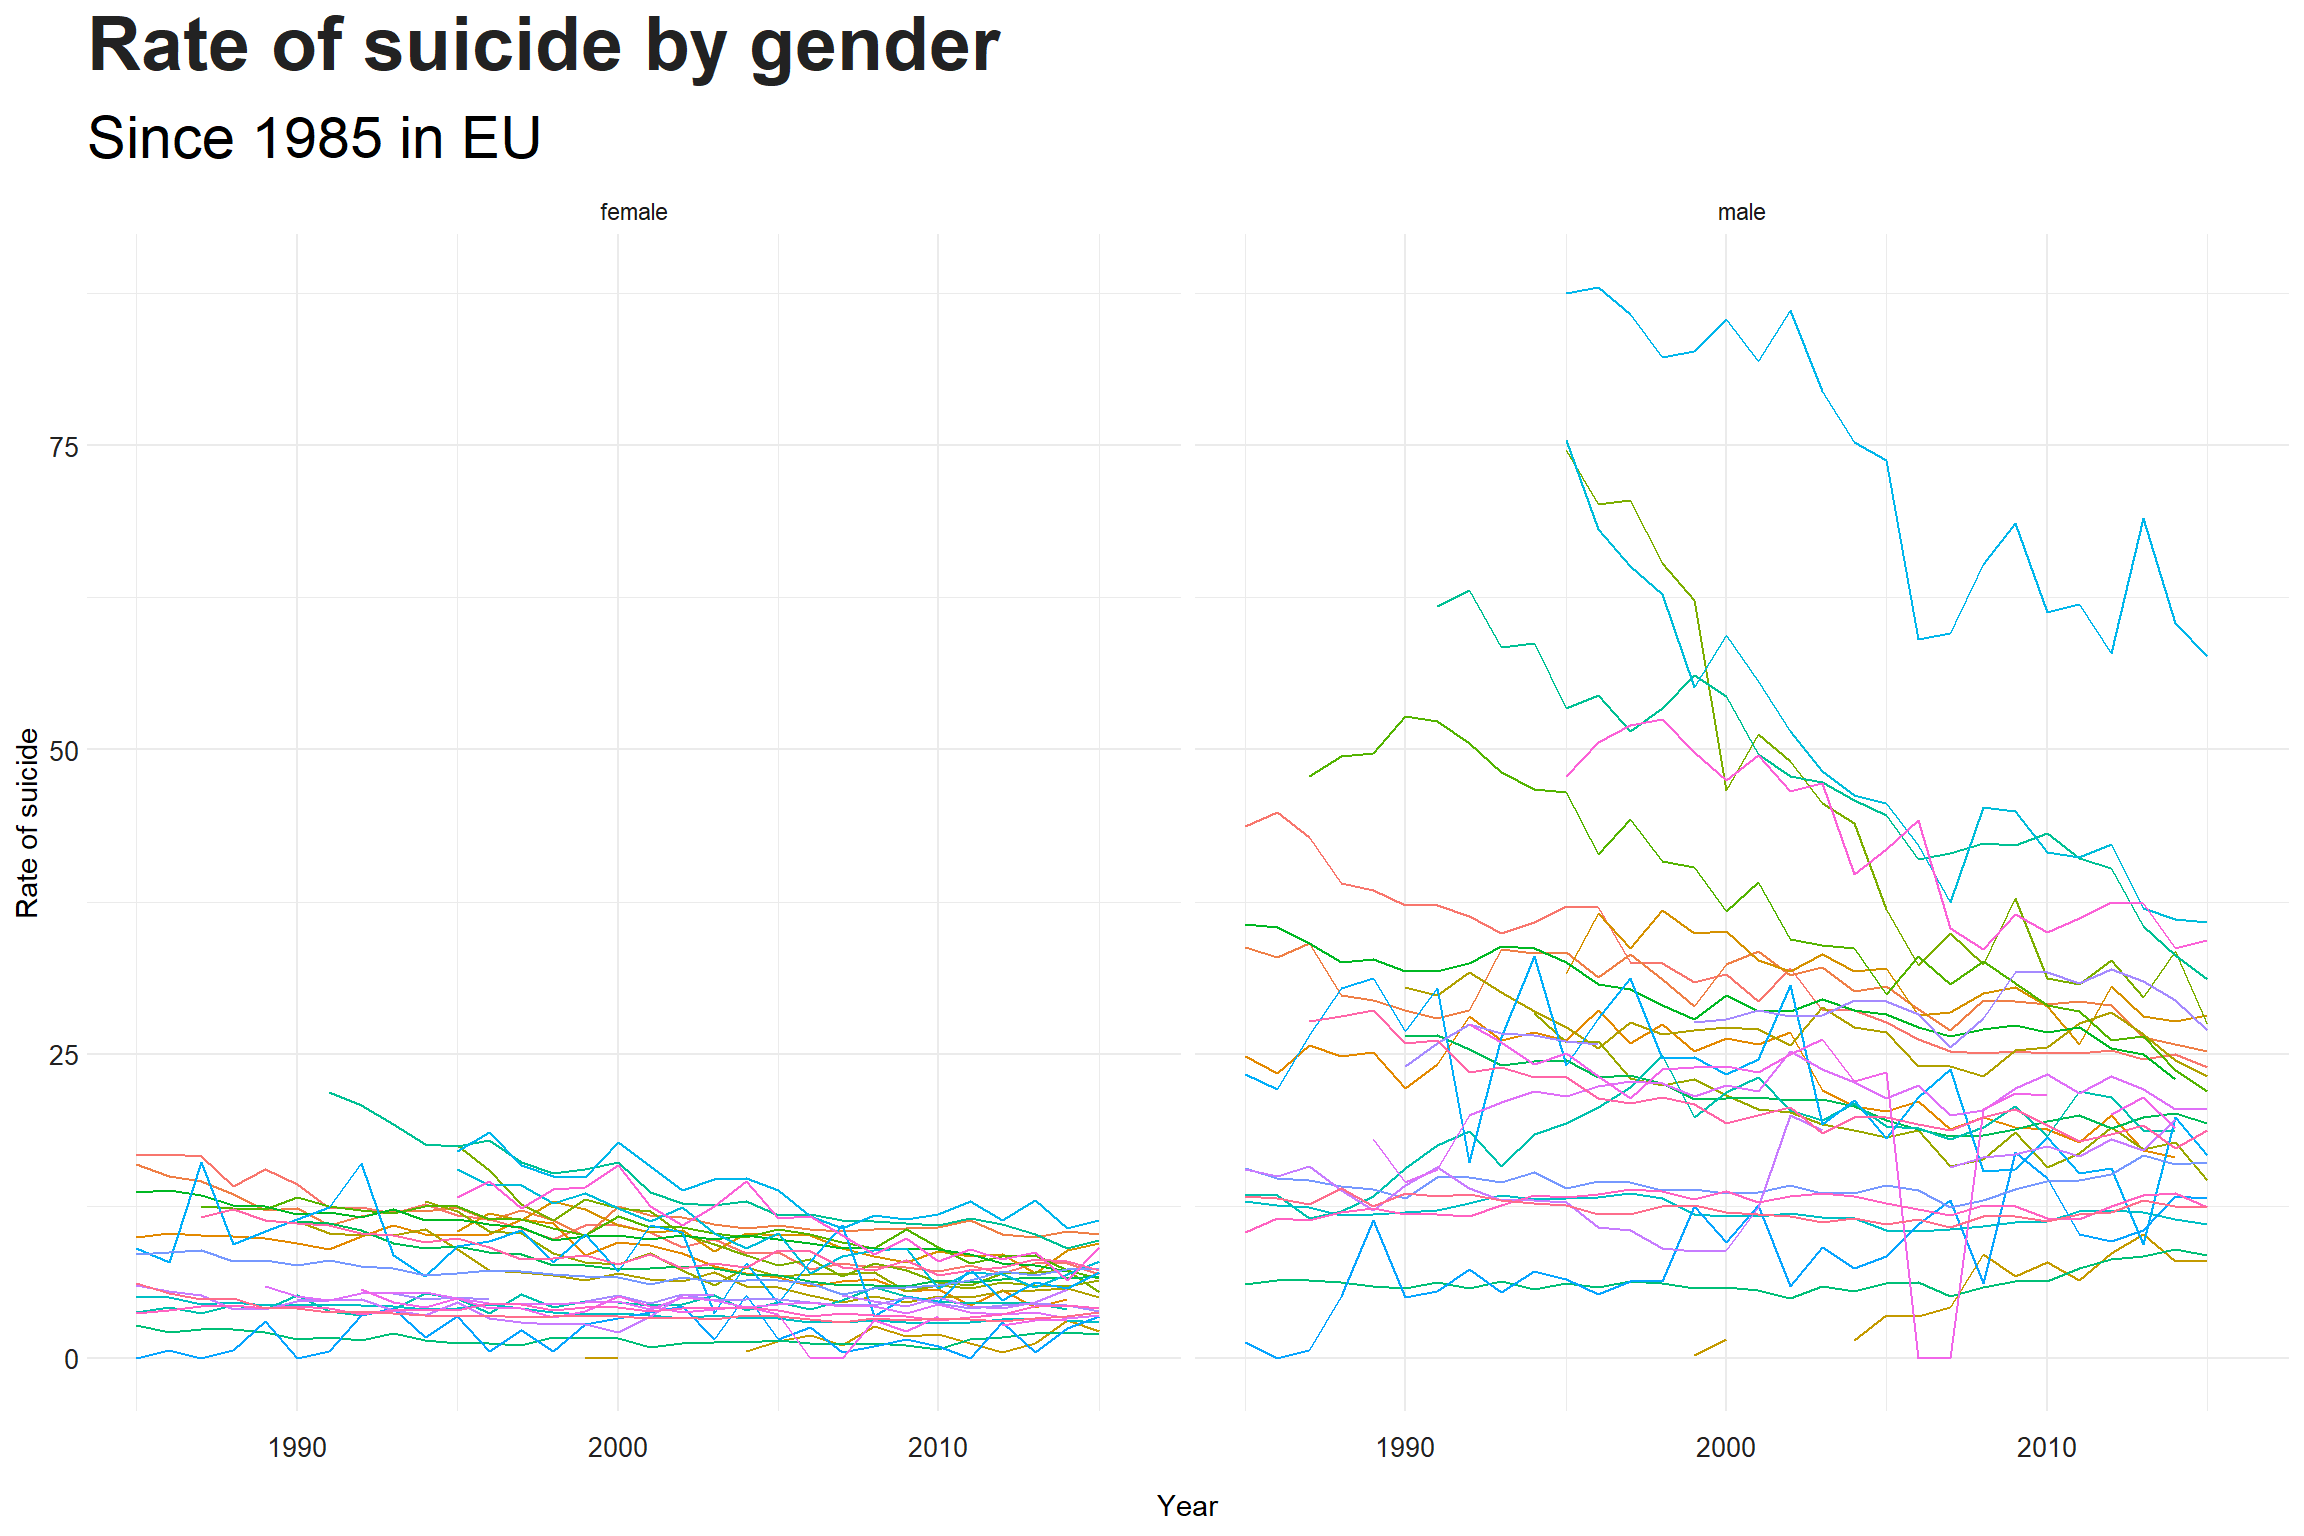 Rate of suicide by gender
Since 1985 in EU
female
male
75
50
25
0
Rate of suicide
1990
2000
2010
1990
2000
2010
Year